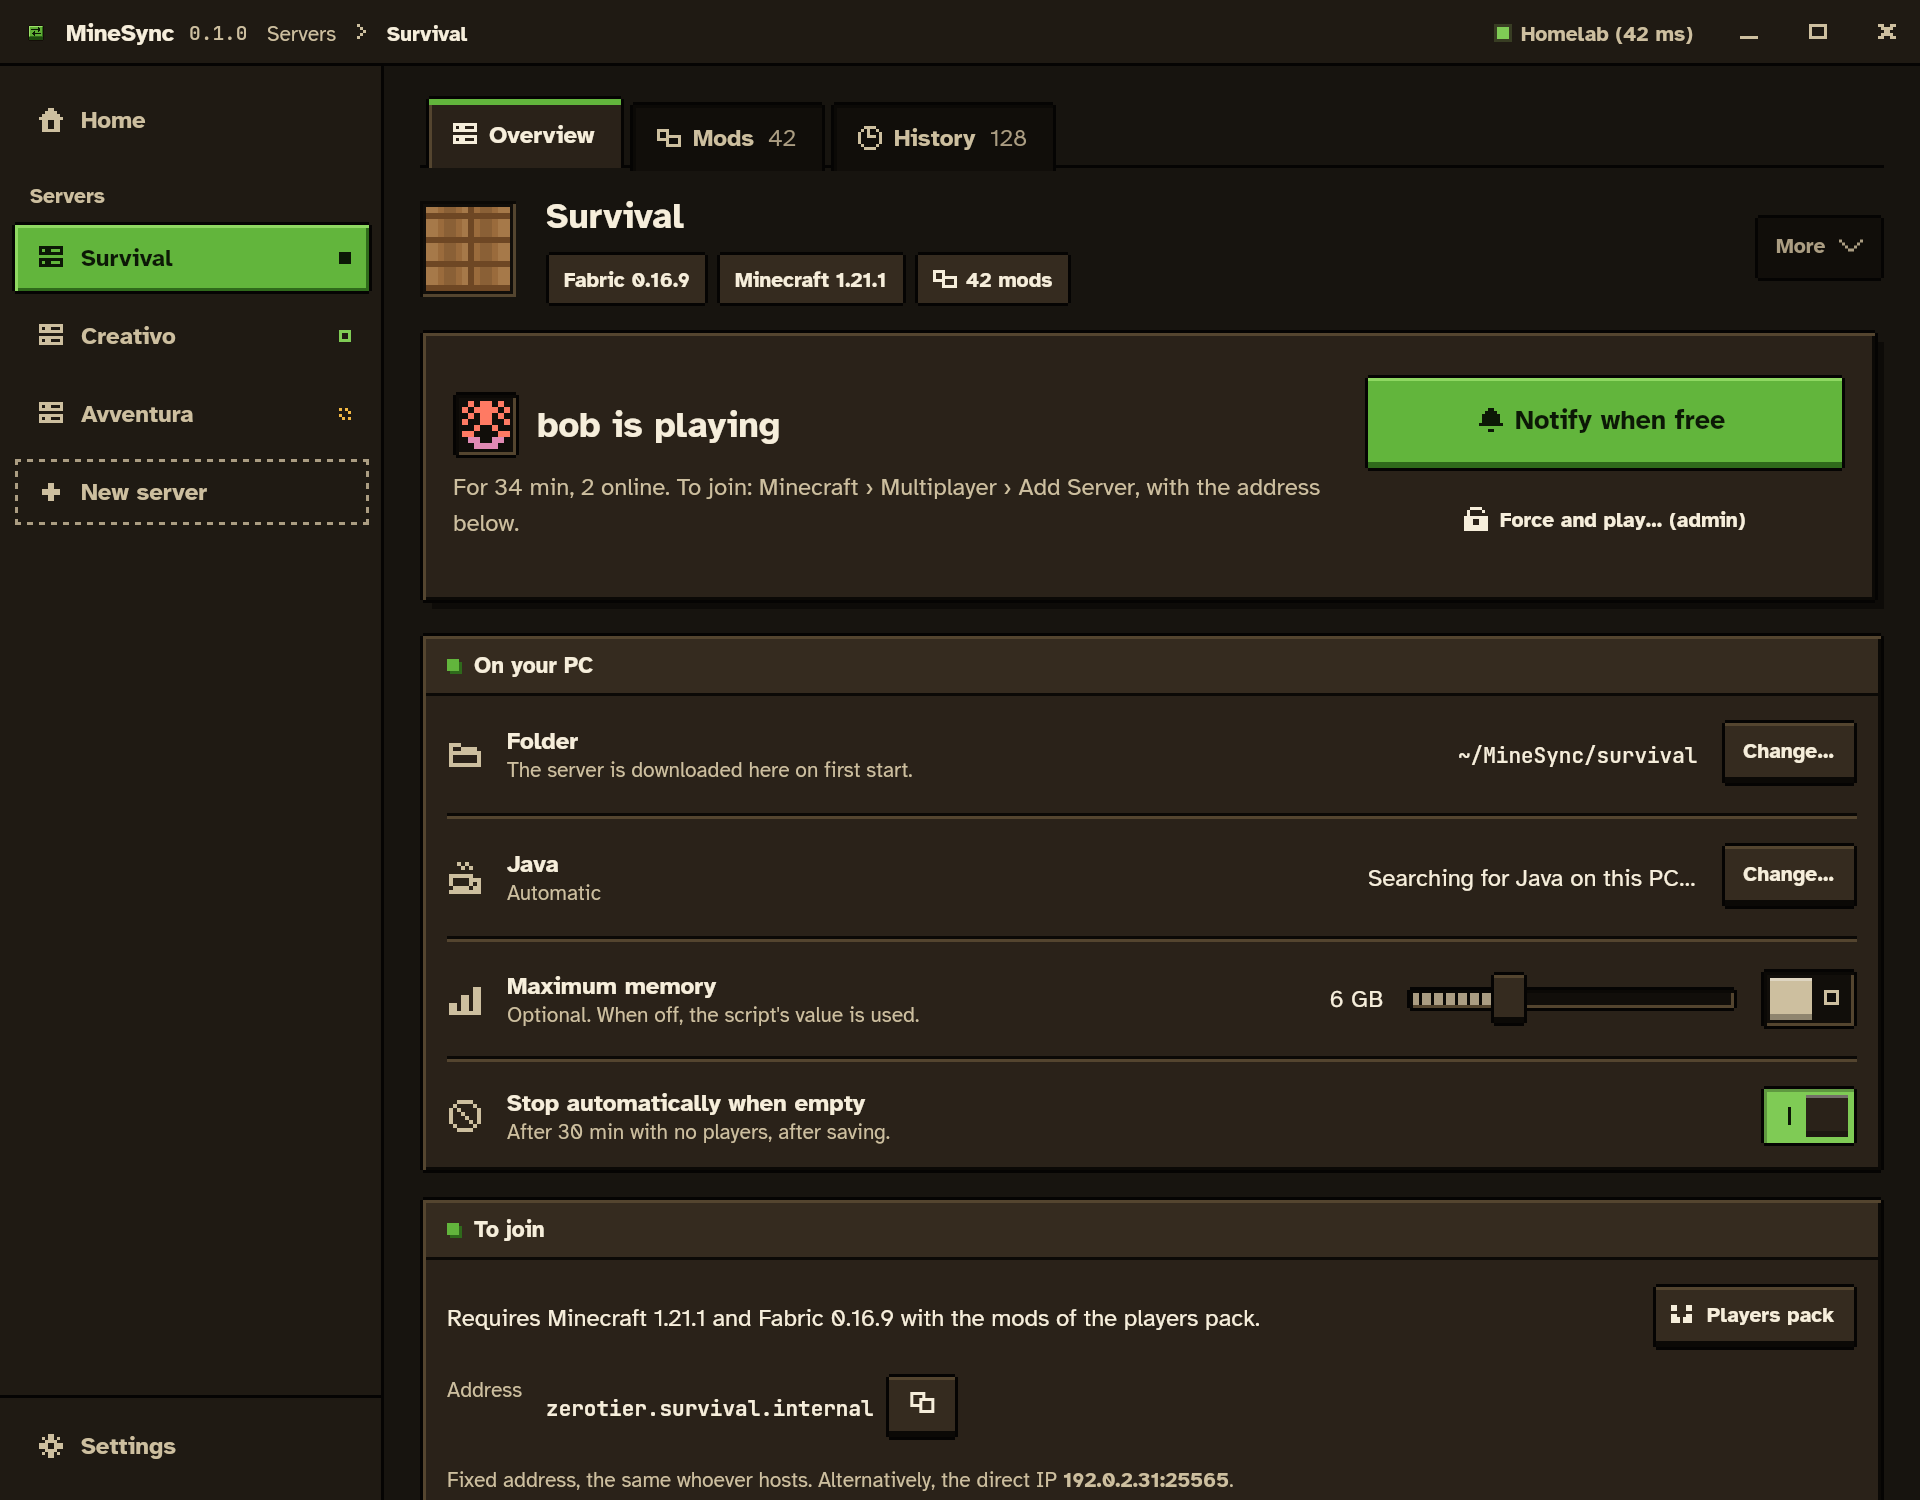 MineSync 0.1.0 Servers Survival
Homelab (42 ms)
Home
Servers
Survival
Creativo
Avventura
New server
Settings
Overview
Mods 42
History 128
Survival
Fabric 0.16.9
Minecraft 1.21.1
42 mods
More
bob is playing
For 34 min, 2 online. To join: Minecraft › Multiplayer › Add Server, with the address
below.
Notify when free
Force and play... (admin)
On your PC
Folder
The server is downloaded here on first start.
~/MineSync/survival
Change...
Java
Automatic
Searching for Java on this PC...
Change...
Maximum memory
Optional. When off, the script's value is used.
6 GB
Stop automatically when empty
After 30 min with no players, after saving.
To join
Requires Minecraft 1.21.1 and Fabric 0.16.9 with the mods of the players pack.
Players pack
Address
zerotier.survival.internal
Fixed address, the same whoever hosts. Alternatively, the direct IP 192.0.2.31:25565.